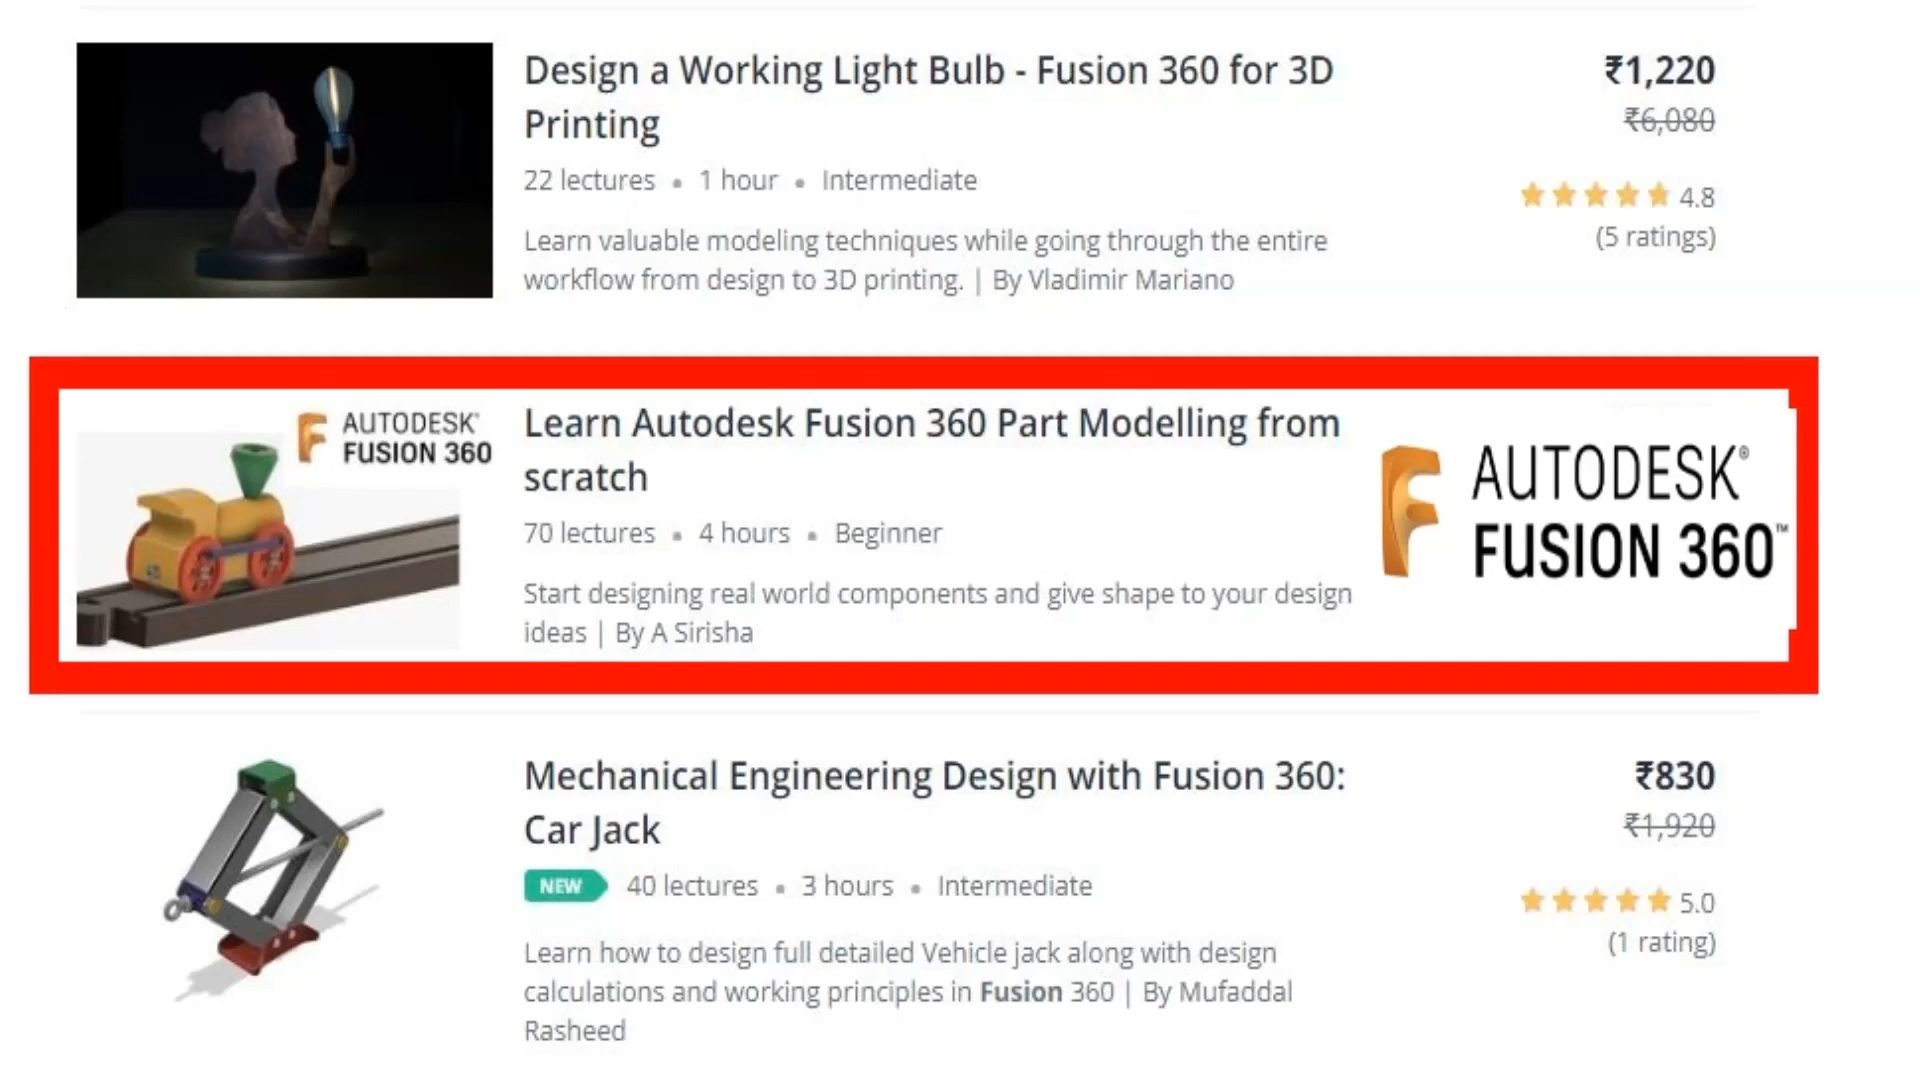 Design a Working Light Bulb - Fusion 360 for 3D
Printing
22 lectures • 1 hour • Intermediate
Learn valuable modeling techniques while going through the entire
workflow from design to 3D printing. | By Vladimir Mariano
₹1,220
₹6,080
4.8
(5 ratings)
AUTODESK®
FUSION 360
Learn Autodesk Fusion 360 Part Modelling from
scratch
70 lectures • 4 hours • Beginner
Start designing real world components and give shape to your design
ideas | By A Sirisha
AUTODESK®
FUSION 360™
Mechanical Engineering Design with Fusion 360:
Car Jack
NEW 40 lectures • 3 hours • Intermediate
Learn how to design full detailed Vehicle jack along with design
calculations and working principles in Fusion 360 | By Mufaddal
Rasheed
₹830
₹1,920
5.0
(1 rating)